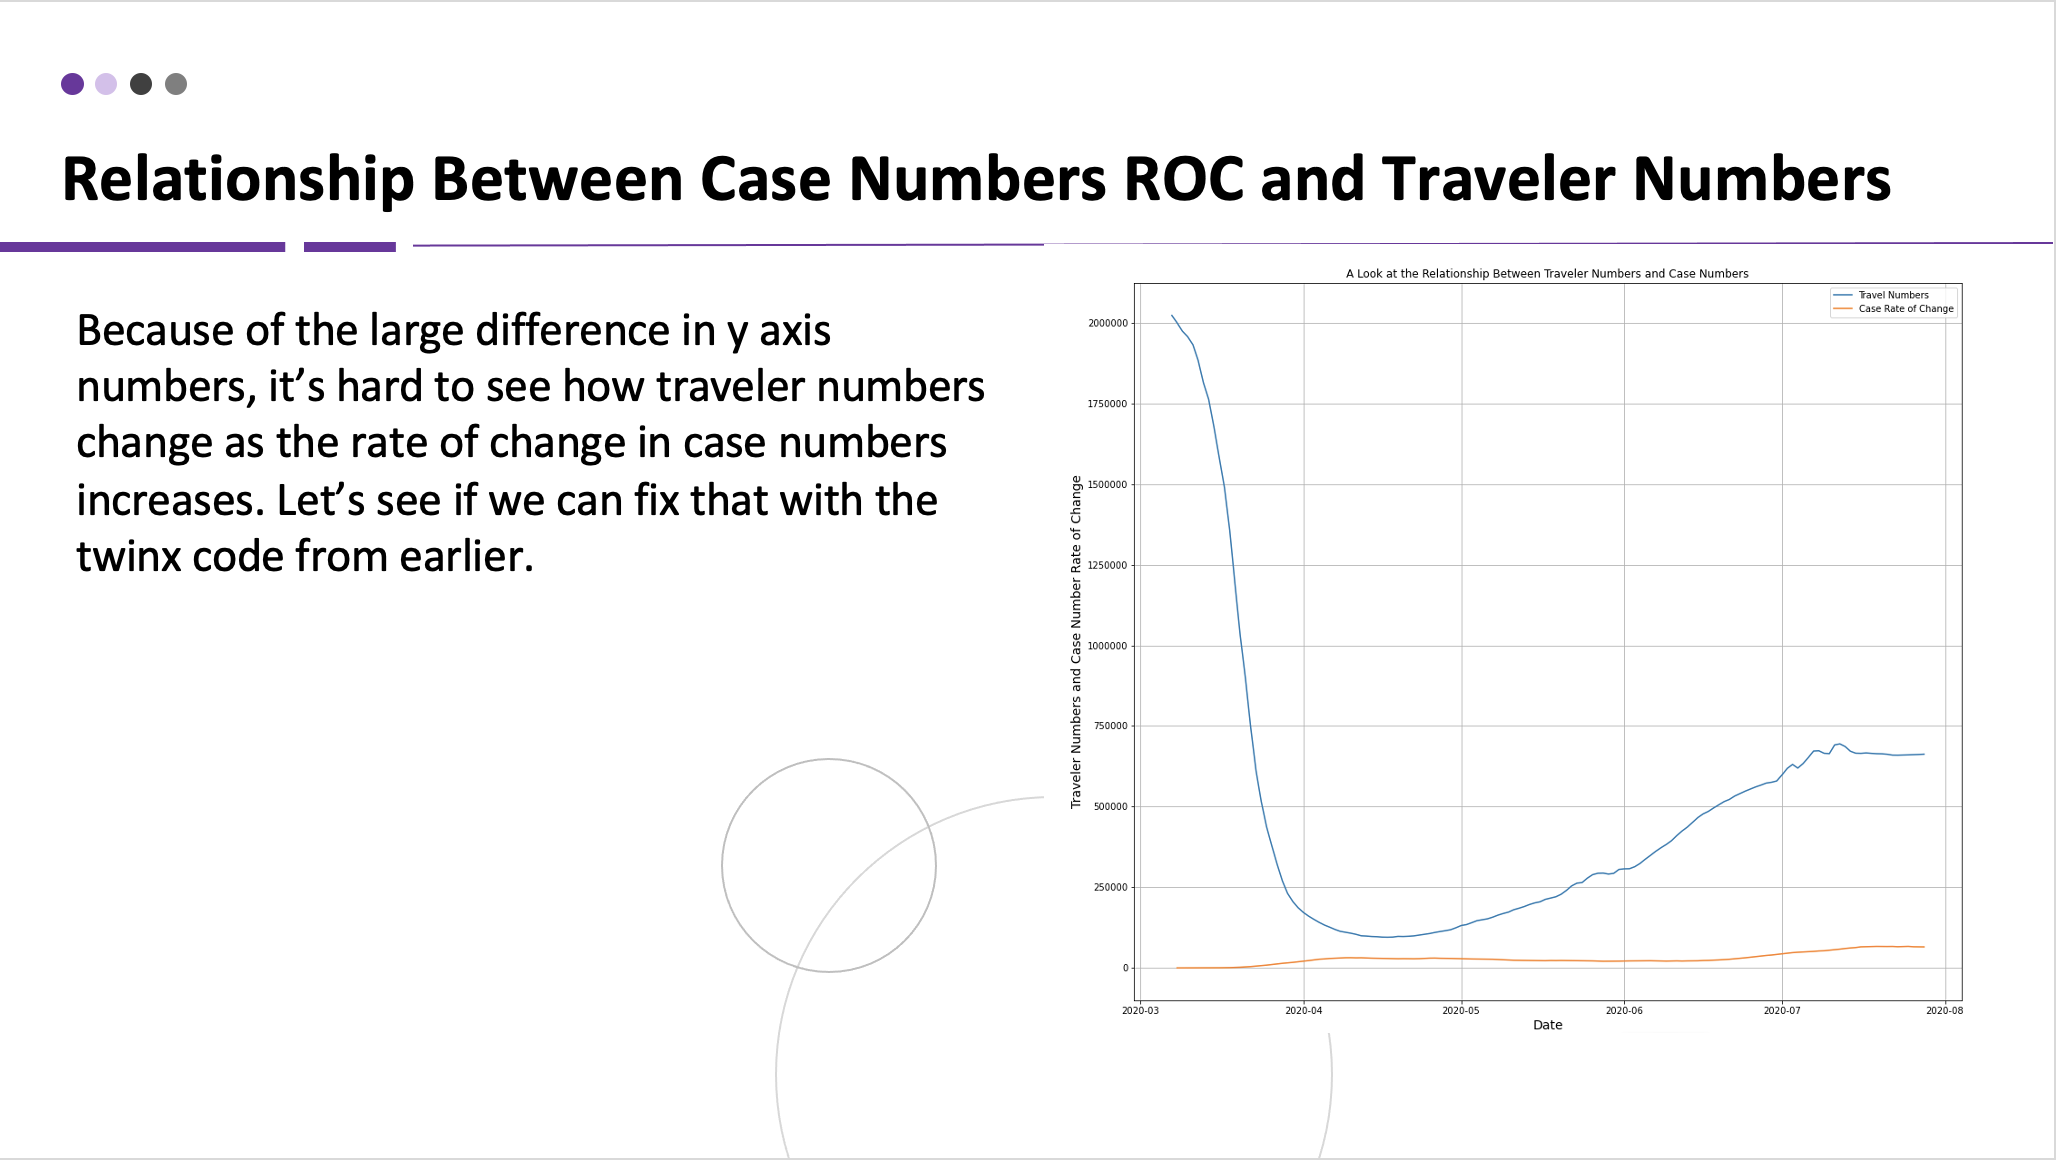 Relationship Between Case Numbers ROC and Traveler Numbers
Because of the large difference in y axis
numbers, it’s hard to see how traveler numbers
change as the rate of change in case numbers
increases. Let’s see if we can fix that with the
twinx code from earlier.
A Look at the Relationship Between Traveler Numbers and Case Numbers
Travel Numbers
Case Rate of Change
Traveler Numbers and Case Number Rate of Change
2000000
1750000
1500000
1250000
1000000
750000
500000
250000
0
2020-03 2020-04 2020-05 2020-06 2020-07 2020-08
Date